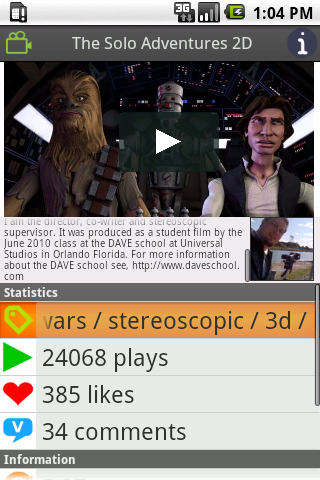 3G
1:04 PM
The Solo Adventures 2D
I am the director, co-writer and stereoscopic
supervisor. It was produced as a student film by the
June 2010 class at the DAVE school at Universal
Studios in Orlando Florida. For more information
about the DAVE school see, http://www.daveschool.
com
Statistics
wars / stereoscopic / 3d /
24068 plays
385 likes
34 comments
Information